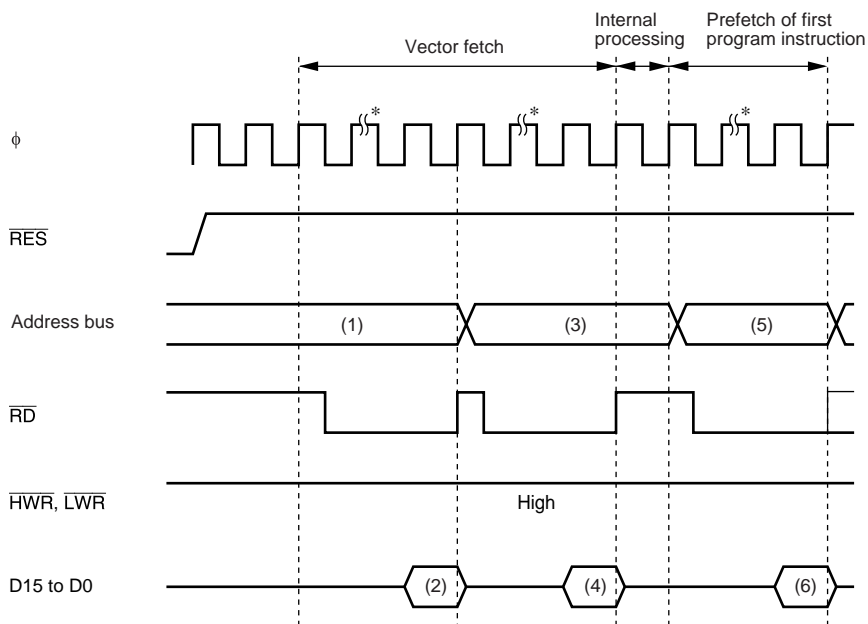 Vector fetch
Internal
processing
Prefetch of first
program instruction
ϕ
*
*
*
RES
Address bus
(1)
(3)
(5)
RD
HWR, LWR
High
D15 to D0
(2)
(4)
(6)